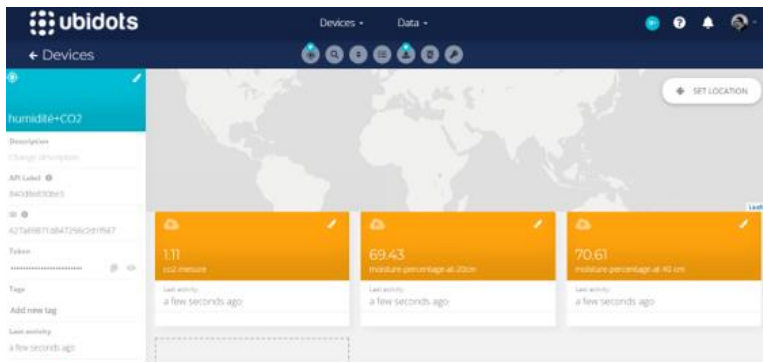 ubidots
Devices
Data
Devices
SET LOCATION
humidité+CO2
Description
Change description
API Label
ID
Token
Tags
Add new tag
Last activity
a few seconds ago
1.11
co2 mesure
Last activity
a few seconds ago
69.43
moisture percentage at 20cm
Last activity
a few seconds ago
70.61
moisture percentage at 40 cm
Last activity
a few seconds ago